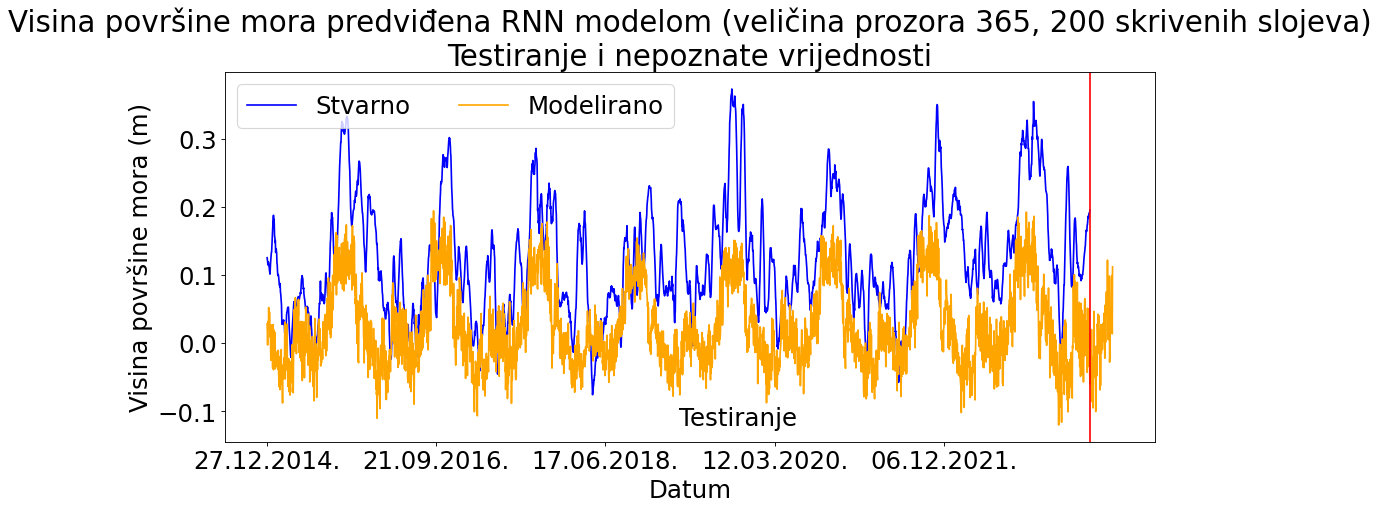 Visina površine mora predviđena RNN modelom (veličina prozora 365, 200 skrivenih slojeva)
Testiranje i nepoznate vrijednosti
Stvarno Modelirano
Visina površine mora (m)
0.3
0.2
0.1
0.0
−0.1
Testiranje
27.12.2014. 21.09.2016. 17.06.2018. 12.03.2020. 06.12.2021.
Datum